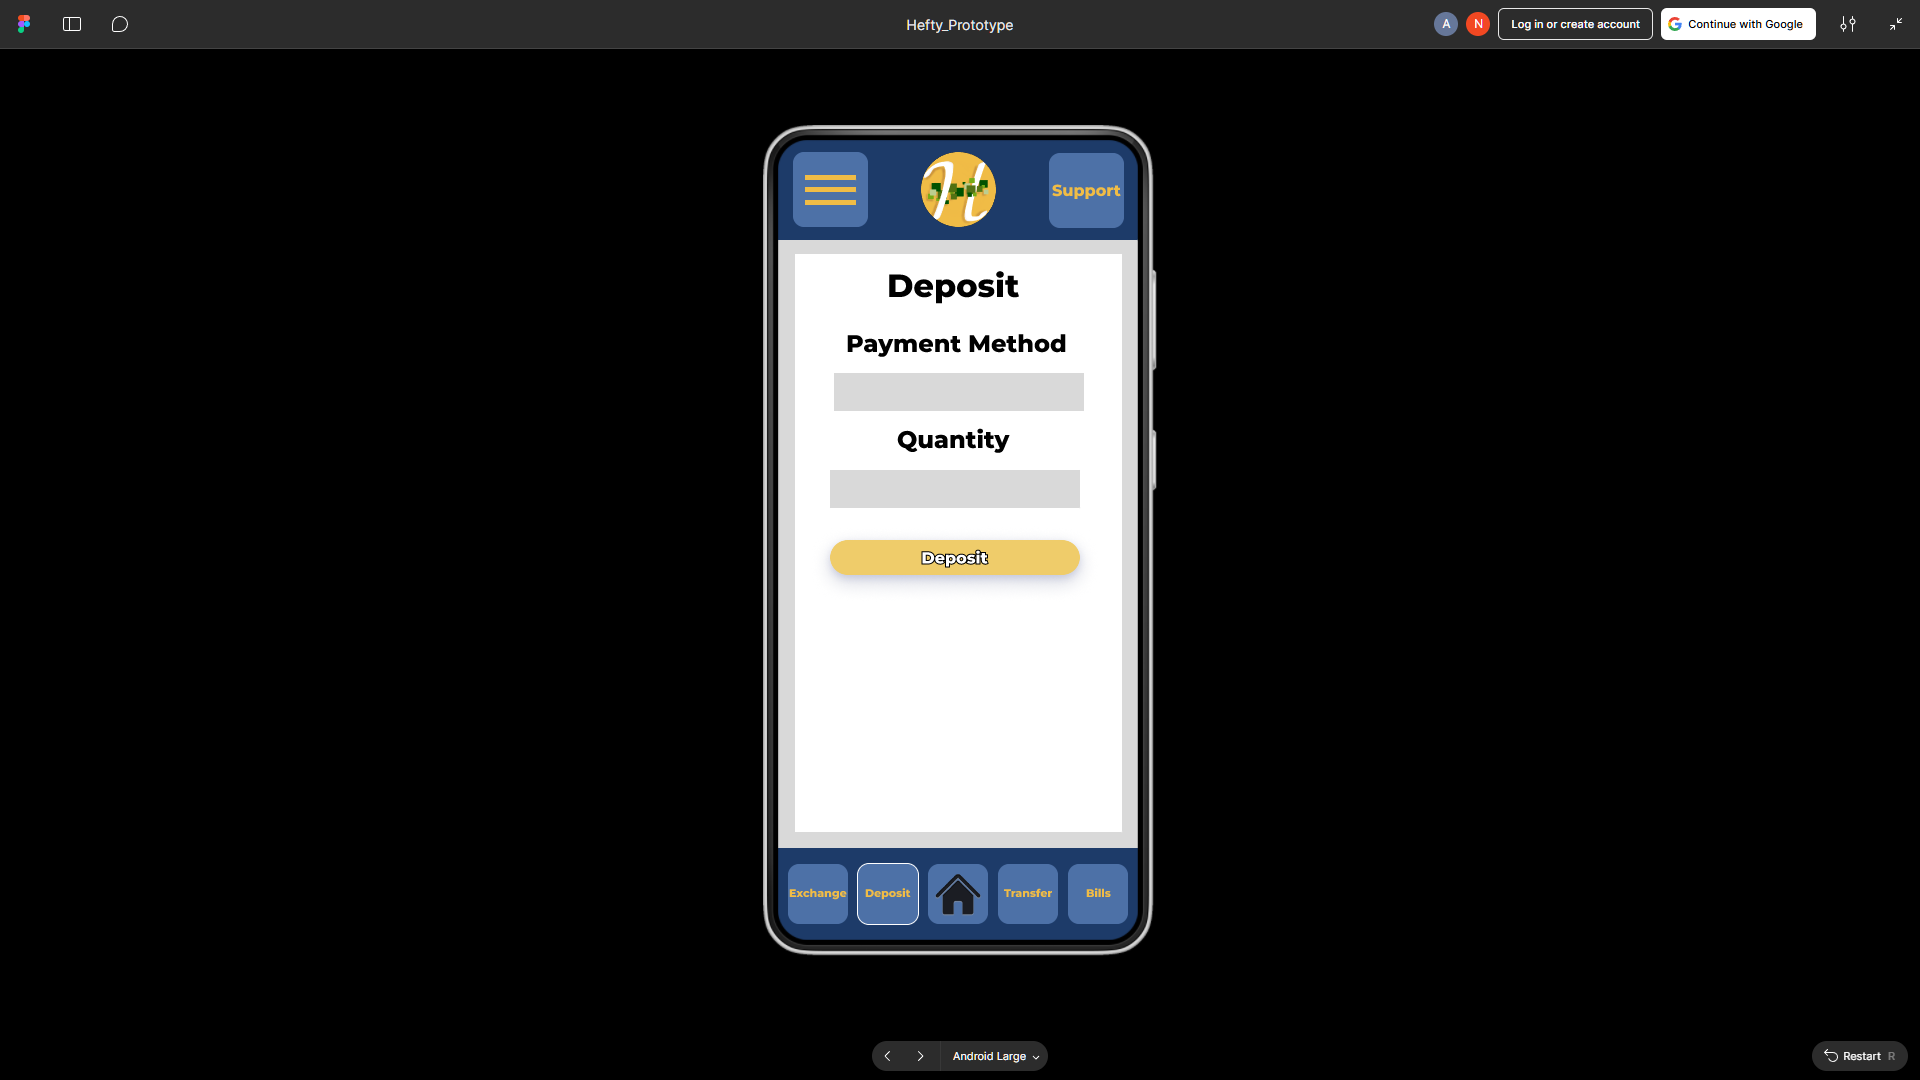 Hefty_Prototype
A
N
Log in or create account
Continue with Google
H
Support
Deposit
Payment Method
Quantity
Deposit
Exchange
Deposit
Transfer
Bills
Android Large
Restart R